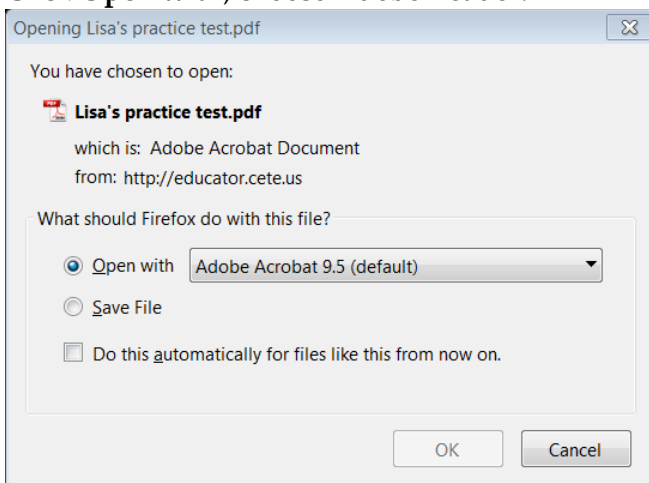 Opening Lisa's practice test.pdf
You have chosen to open:
Lisa's practice test.pdf
which is: Adobe Acrobat Document
from: http://educator.cete.us
What should Firefox do with this file?
Open with Adobe Acrobat 9.5 (default)
Save File
Do this automatically for files like this from now on.
OK Cancel